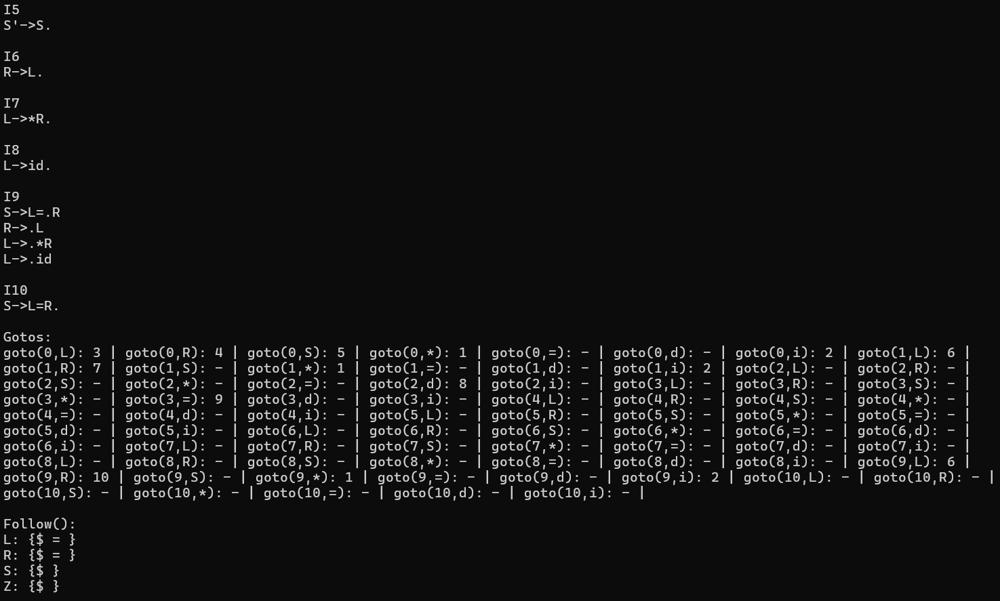 I5
S'->S.
I6
R->L.
I7
L->*R.
I8
L->id.
I9
S->L=.R
R->.L
L->.*R
L->.id
I10
S->L=R.
Gotos:
goto(0,L): 3 | goto(0,R): 4 | goto(0,S): 5 | goto(0,*): 1 | goto(0,=): - | goto(0,d): - | goto(0,i): 2 | goto(1,L): 6 |
goto(1,R): 7 | goto(1,S): - | goto(1,*): 1 | goto(1,=): - | goto(1,d): - | goto(1,i): 2 | goto(2,L): - | goto(2,R): - |
goto(2,S): - | goto(2,*): - | goto(2,=): - | goto(2,d): 8 | goto(2,i): - | goto(3,L): - | goto(3,R): - | goto(3,S): - |
goto(3,*): - | goto(3,=): 9 | goto(3,d): - | goto(3,i): - | goto(4,L): - | goto(4,R): - | goto(4,S): - | goto(4,*): - |
goto(4,=): - | goto(4,d): - | goto(4,i): - | goto(5,L): - | goto(5,R): - | goto(5,S): - | goto(5,*): - | goto(5,=): - |
goto(5,d): - | goto(5,i): - | goto(6,L): - | goto(6,R): - | goto(6,S): - | goto(6,*): - | goto(6,=): - | goto(6,d): - |
goto(6,i): - | goto(7,L): - | goto(7,R): - | goto(7,S): - | goto(7,*): - | goto(7,=): - | goto(7,d): - | goto(7,i): - |
goto(8,L): - | goto(8,R): - | goto(8,S): - | goto(8,*): - | goto(8,=): - | goto(8,d): - | goto(8,i): - | goto(9,L): 6 |
goto(9,R): 10 | goto(9,S): - | goto(9,*): 1 | goto(9,=): - | goto(9,d): - | goto(9,i): 2 | goto(10,L): - | goto(10,R): - |
goto(10,S): - | goto(10,*): - | goto(10,=): - | goto(10,d): - | goto(10,i): - |
Follow():
L: {$ = }
R: {$ = }
S: {$ }
Z: {$ }